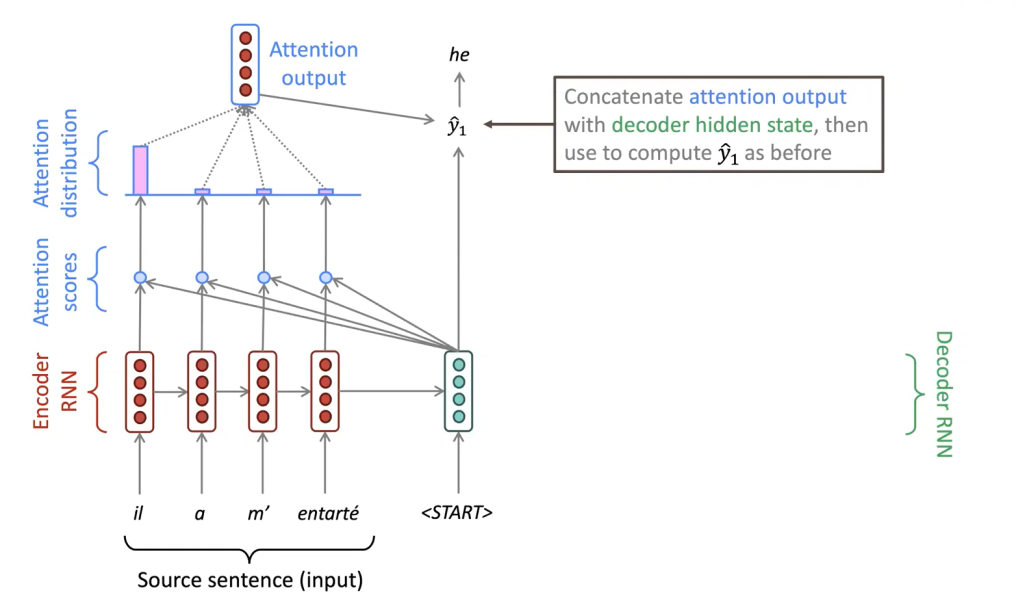 Attention
output
he
ŷ₁
Concatenate attention output
with decoder hidden state, then
use to compute ŷ₁ as before
Attention
distribution
Attention
scores
Encoder
RNN
Decoder RNN
il a m’ entarté <START>
Source sentence (input)